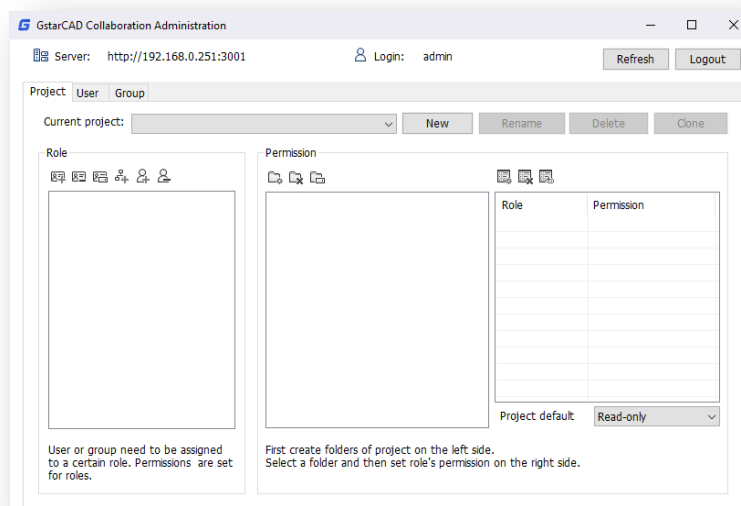 GstarCAD Collaboration Administration
Server: http://192.168.0.251:3001 Login: admin Refresh Logout
Project User Group
Current project: New Rename Delete Clone
Role Permission
Role Permission
Project default Read-only
User or group need to be assigned
to a certain role. Permissions are set
for roles.
First create folders of project on the left side.
Select a folder and then set role's permission on the right side.